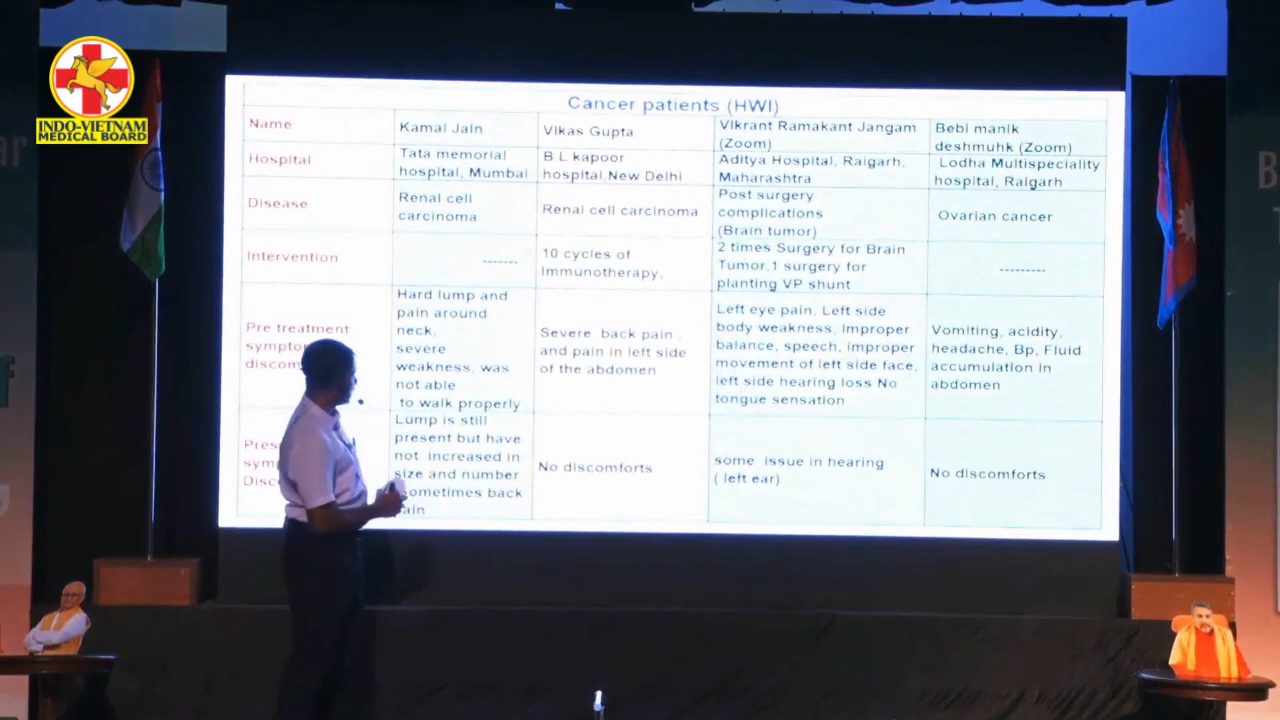 INDO-VIETNAM
MEDICAL BOARD
Cancer patients (HWI)
Name
Kamal Jain
Vikas Gupta
Vikrant Ramakant Jangam
(Zoom)
Bebi manik
deshmuhk (Zoom)
Hospital
Tata memorial
hospital, Mumbai
B.L kapoor
hospital,New Delhi
Aditya Hospital, Raigarh,
Maharashtra
Lodha Multispeciality
hospital, Raigarh
Disease
Renal cell
carcinoma
Renal cell carcinoma
Post surgery
complications
(Brain tumor)
Ovarian cancer
Intervention
-------
10 cycles of
Immunotherapy,
2 times Surgery for Brain
Tumor,1 surgery for
planting VP shunt
---------
Pre treatment
Hard lump and
pain around
neck,
severe
weakness, was
not able
to walk properly
Severe back pain ,
and pain in left side
of the abdomen
Left eye pain, Left side
body weakness, improper
balance, speech, improper
movement of left side face,
left side hearing loss No
tongue sensation
Vomiting, acidity,
headache, Bp, Fluid
accumulation in
abdomen
Lump is still
present but have
not increased in
size and number
sometimes back
No discomforts
some issue in hearing
( left ear)
No discomforts